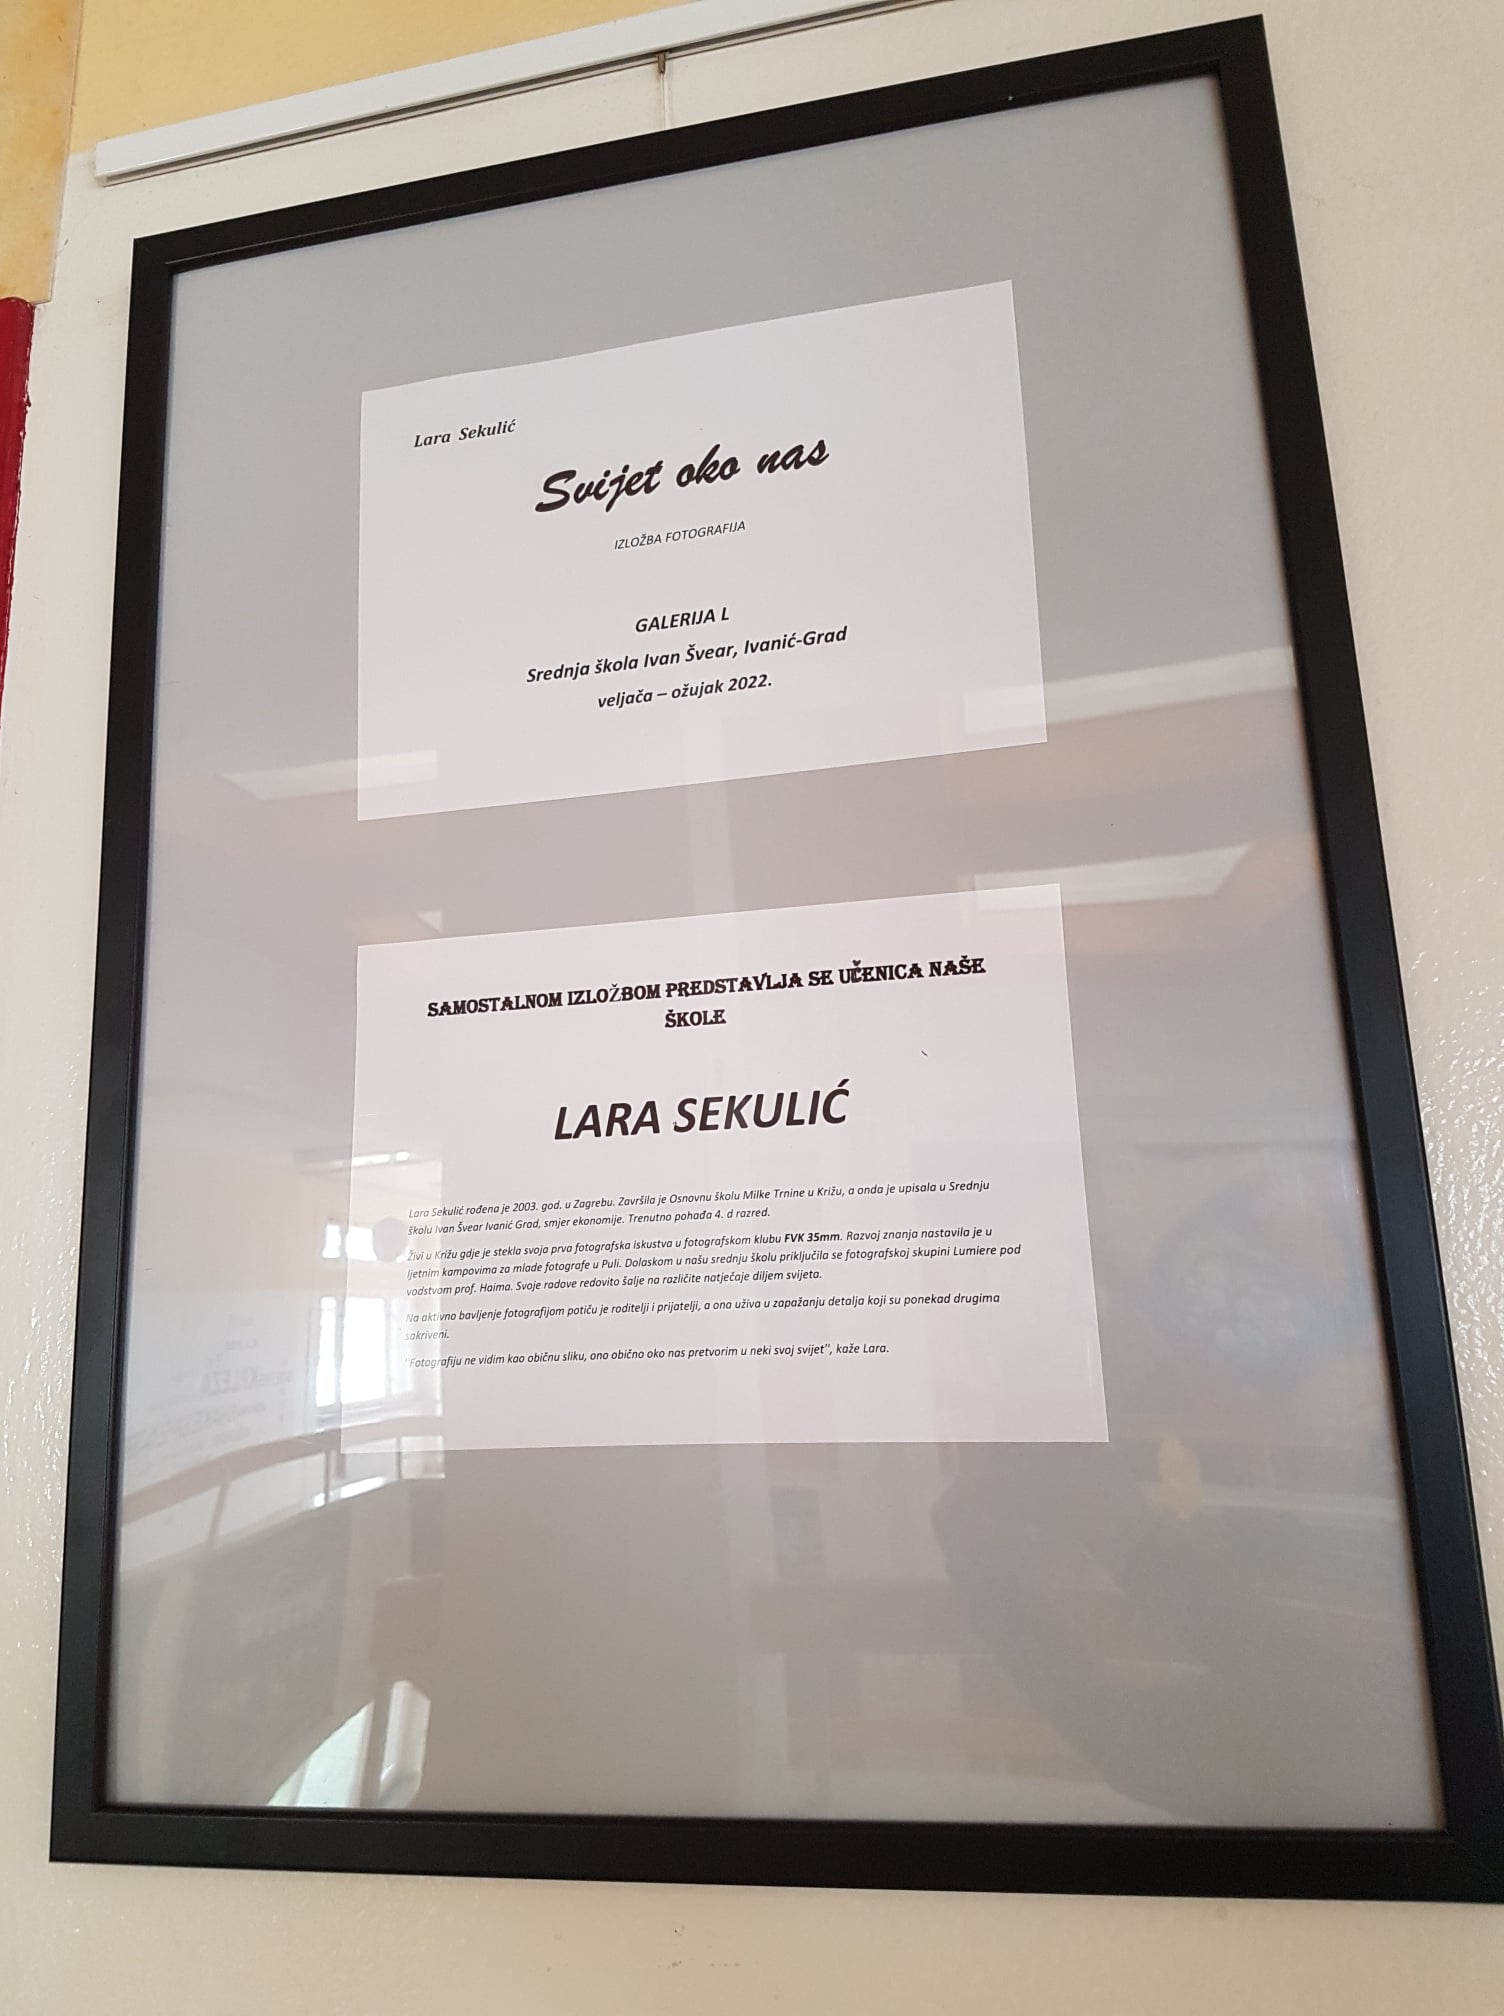 Lara Sekulić
Svijet oko nas
IZLOŽBA FOTOGRAFIJA
GALERIJA L
Srednja škola Ivan Švear, Ivanić-Grad
veljača – ožujak 2022.
SAMOSTALNOM IZLOŽBOM PREDSTAVLJA SE UČENICA NAŠE
ŠKOLE
LARA SEKULIĆ
Lara Sekulić rođena je 2003. god. u Zagrebu. Završila je Osnovnu školu Milke Trnine u Križu, a onda je upisala u Srednju
školu Ivan Švear Ivanić Grad, smjer ekonomije. Trenutno pohađa 4. d razred.
Živi u Križu gdje je stekla svoja prva fotografska iskustva u fotografskom klubu FVK 35mm. Razvoj znanja nastavila je u
ljetnim kampovima za mlade fotografe u Puli. Dolaskom u našu srednju školu priključila se fotografskoj skupini Lumiere pod
vodstvom prof. Haima. Svoje radove redovito šalje na različite natječaje diljem svijeta.
Na aktivno bavljenje fotografijom potiču je roditelji i prijatelji, a ona uživa u zapažanju detalja koji su ponekad drugima
sakriveni.
"Fotografiju ne vidim kao običnu sliku, ono obično oko nas pretvorim u neki svoj svijet", kaže Lara.